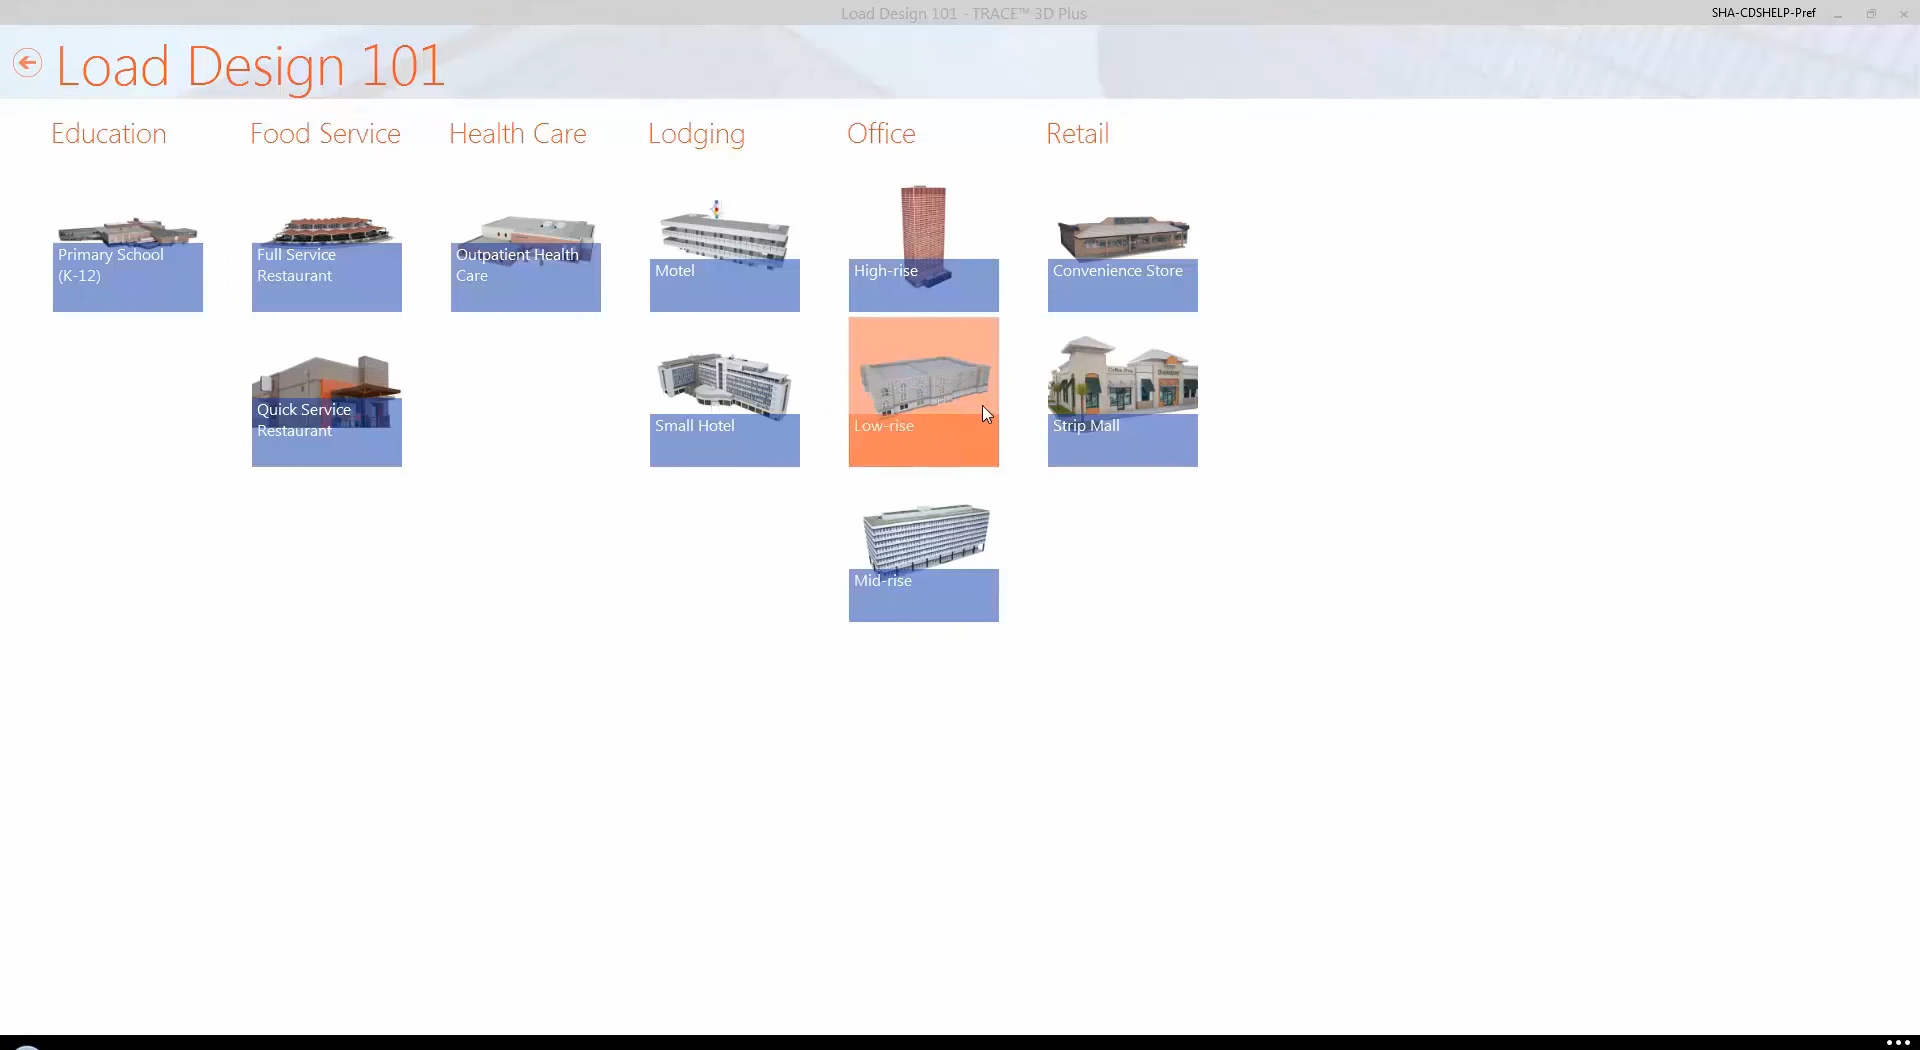 Load Design 101 - TRACE™ 3D Plus
SHA-CDSHELP-Pref
Load Design 101
Education
Food Service
Health Care
Lodging
Office
Retail
Primary School
(K-12)
Full Service
Restaurant
Outpatient Health
Care
Motel
High-rise
Convenience Store
Quick Service
Restaurant
Small Hotel
Low-rise
Coffee Shop
Strip Mall
Mid-rise